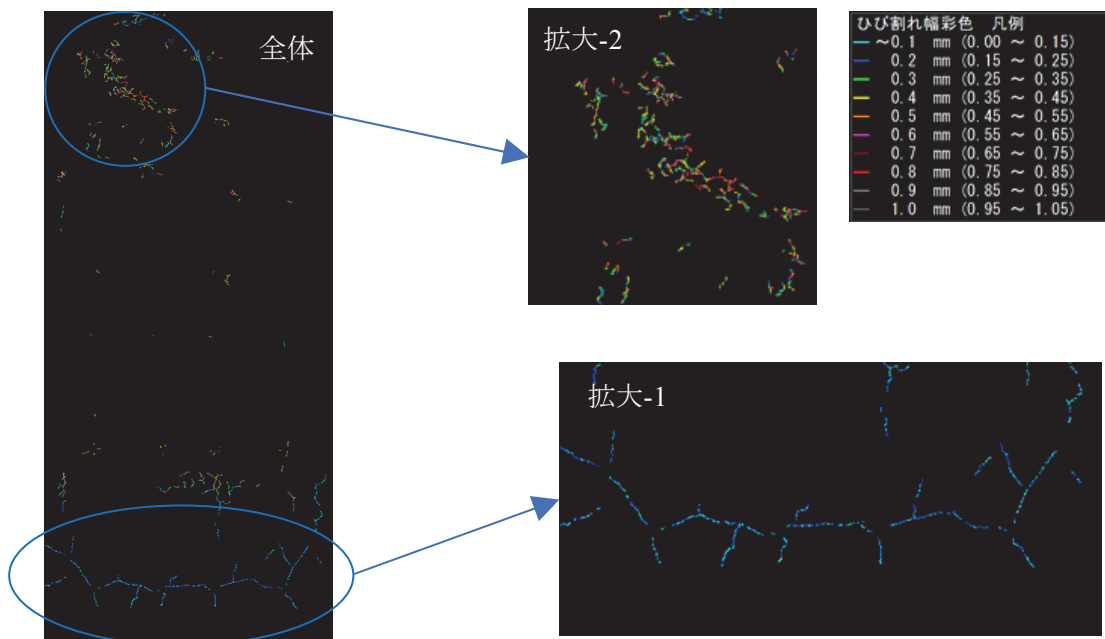 全体
拡大-2
ひび割れ幅彩色 凡例
～0.1 mm (0.00 ～ 0.15)
0.2 mm (0.15 ～ 0.25)
0.3 mm (0.25 ～ 0.35)
0.4 mm (0.35 ～ 0.45)
0.5 mm (0.45 ～ 0.55)
0.6 mm (0.55 ～ 0.65)
0.7 mm (0.65 ～ 0.75)
0.8 mm (0.75 ～ 0.85)
0.9 mm (0.85 ～ 0.95)
1.0 mm (0.95 ～ 1.05)
拡大-1